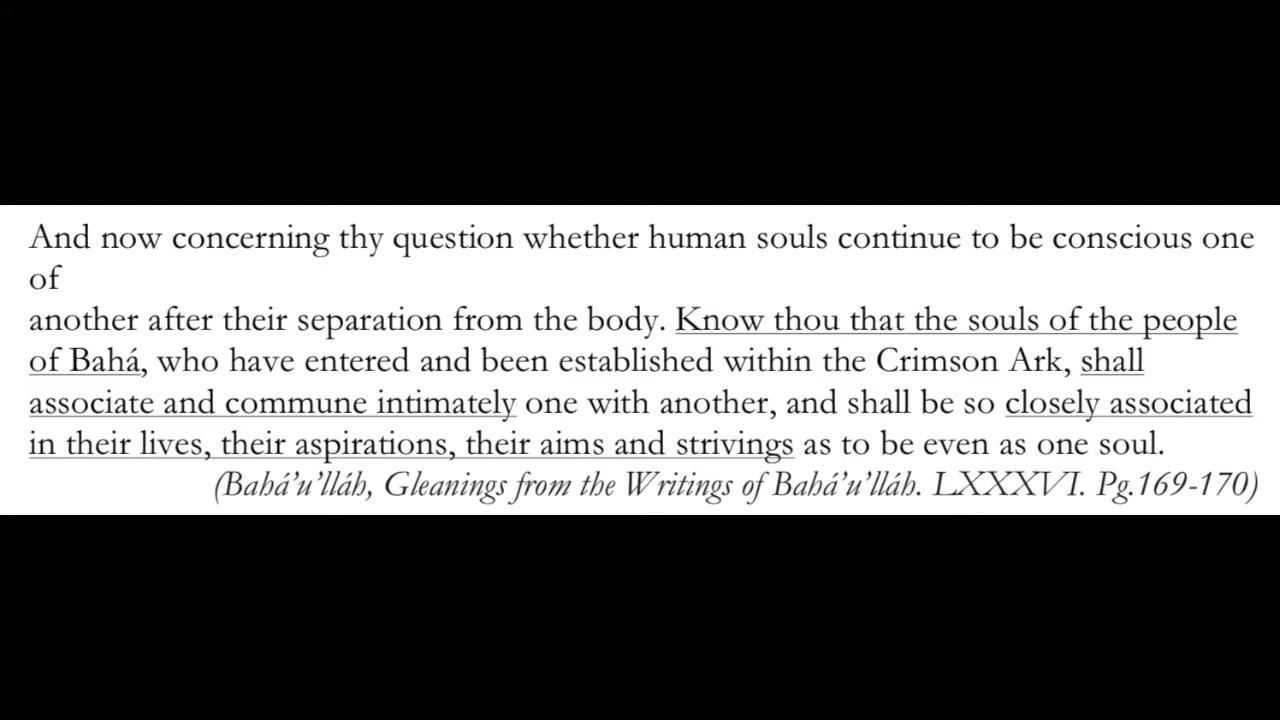 And now concerning thy question whether human souls continue to be conscious one
of
another after their separation from the body. Know thou that the souls of the people
of Bahá, who have entered and been established within the Crimson Ark, shall
associate and commune intimately one with another, and shall be so closely associated
in their lives, their aspirations, their aims and strivings as to be even as one soul.
(Bahá’u’lláh, Gleanings from the Writings of Bahá’u’lláh. LXXXVI. Pg.169-170)